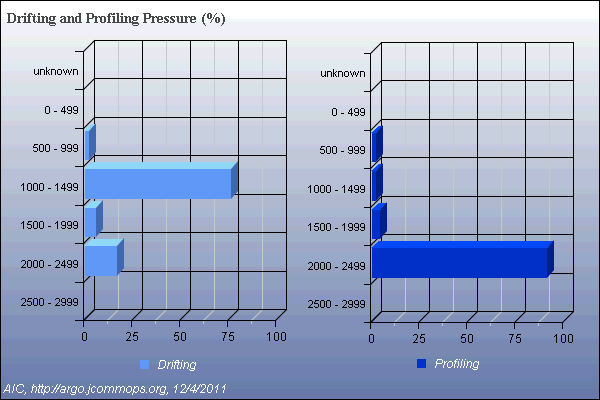 Drifting and Profiling Pressure (%)
unknown
0 - 499
500 - 999
1000 - 1499
1500 - 1999
2000 - 2499
2500 - 2999
0 25 50 75 100
Drifting
unknown
0 - 499
500 - 999
1000 - 1499
1500 - 1999
2000 - 2499
2500 - 2999
0 25 50 75 100
Profiling
AIC, http://argo.jcommops.org, 12/4/2011